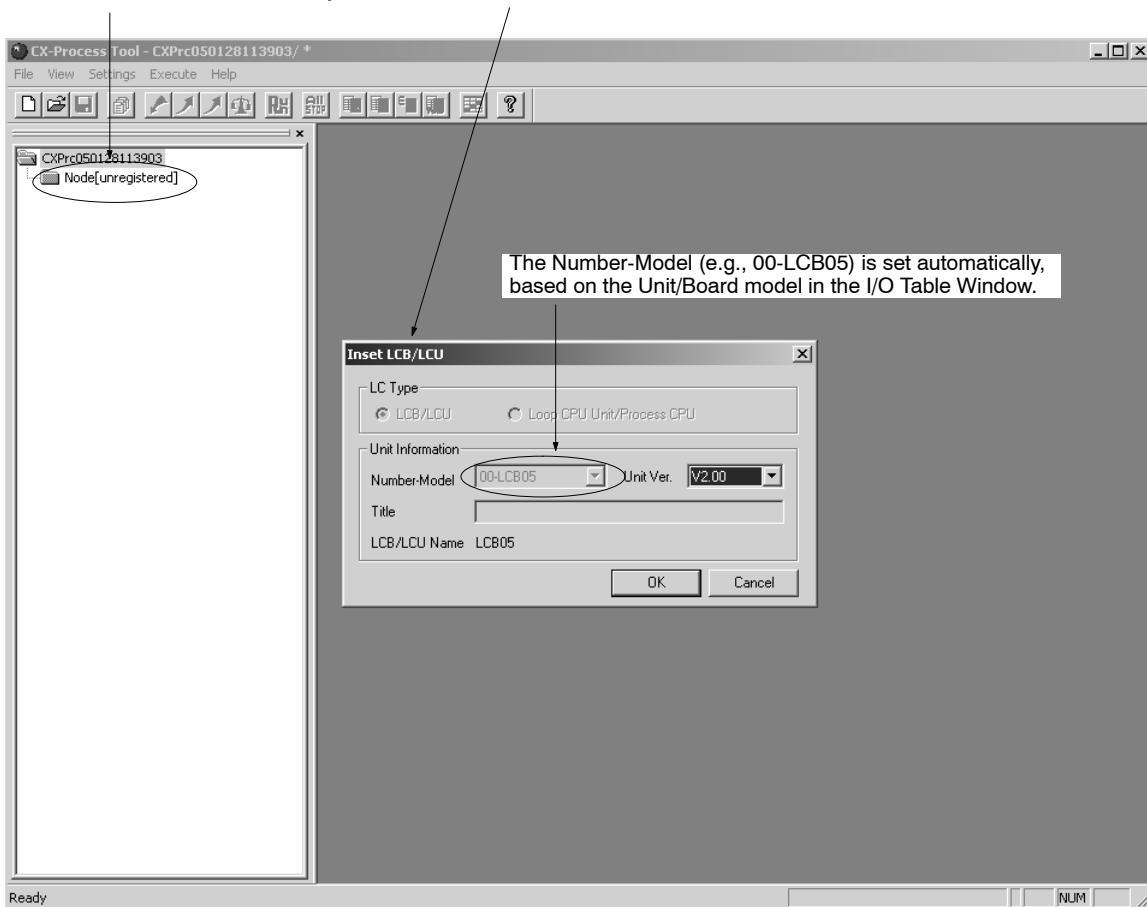 CX-Process Tool - CXPrc050128113903/ *
File View Settings Execute Help
CXPrc050128113903
Node[unregistered]
The Number-Model (e.g., 00-LCB05) is set automatically,
based on the Unit/Board model in the I/O Table Window.
Inset LCB/LCU
LC Type
LCB/LCU Loop CPU Unit/Process CPU
Unit Information
Number-Model 00-LCB05 Unit Ver. V2.00
Title
LCB/LCU Name LCB05
OK Cancel
Ready NUM